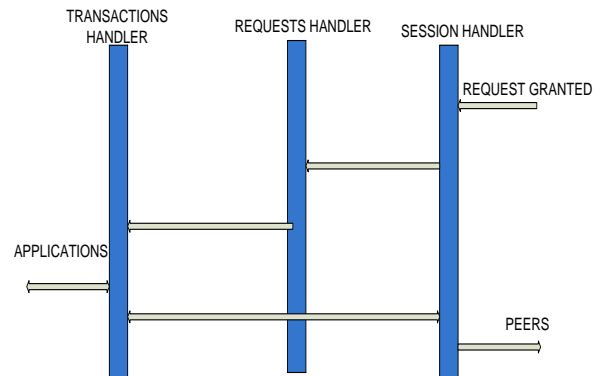 TRANSACTIONS
HANDLER
REQUESTS HANDLER
SESSION HANDLER
REQUEST GRANTED
APPLICATIONS
PEERS